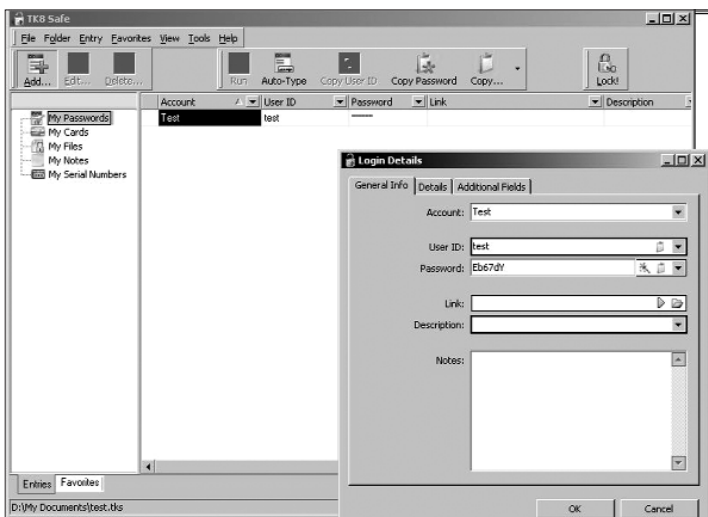 TK8 Safe
File Folder Entry Favorites View Tools Help
Add... Edit... Delete... Run Auto-Type Copy User ID Copy Password Copy... Lock!
Account User ID Password Link Description
Test test ******
My Passwords
My Cards
My Files
My Notes
My Serial Numbers
Login Details
General Info Details Additional Fields
Account: Test
User ID: test
Password: Eb67dY
Link:
Description:
Notes:
Entries Favorites
D:\My Documents\test.tks
OK Cancel